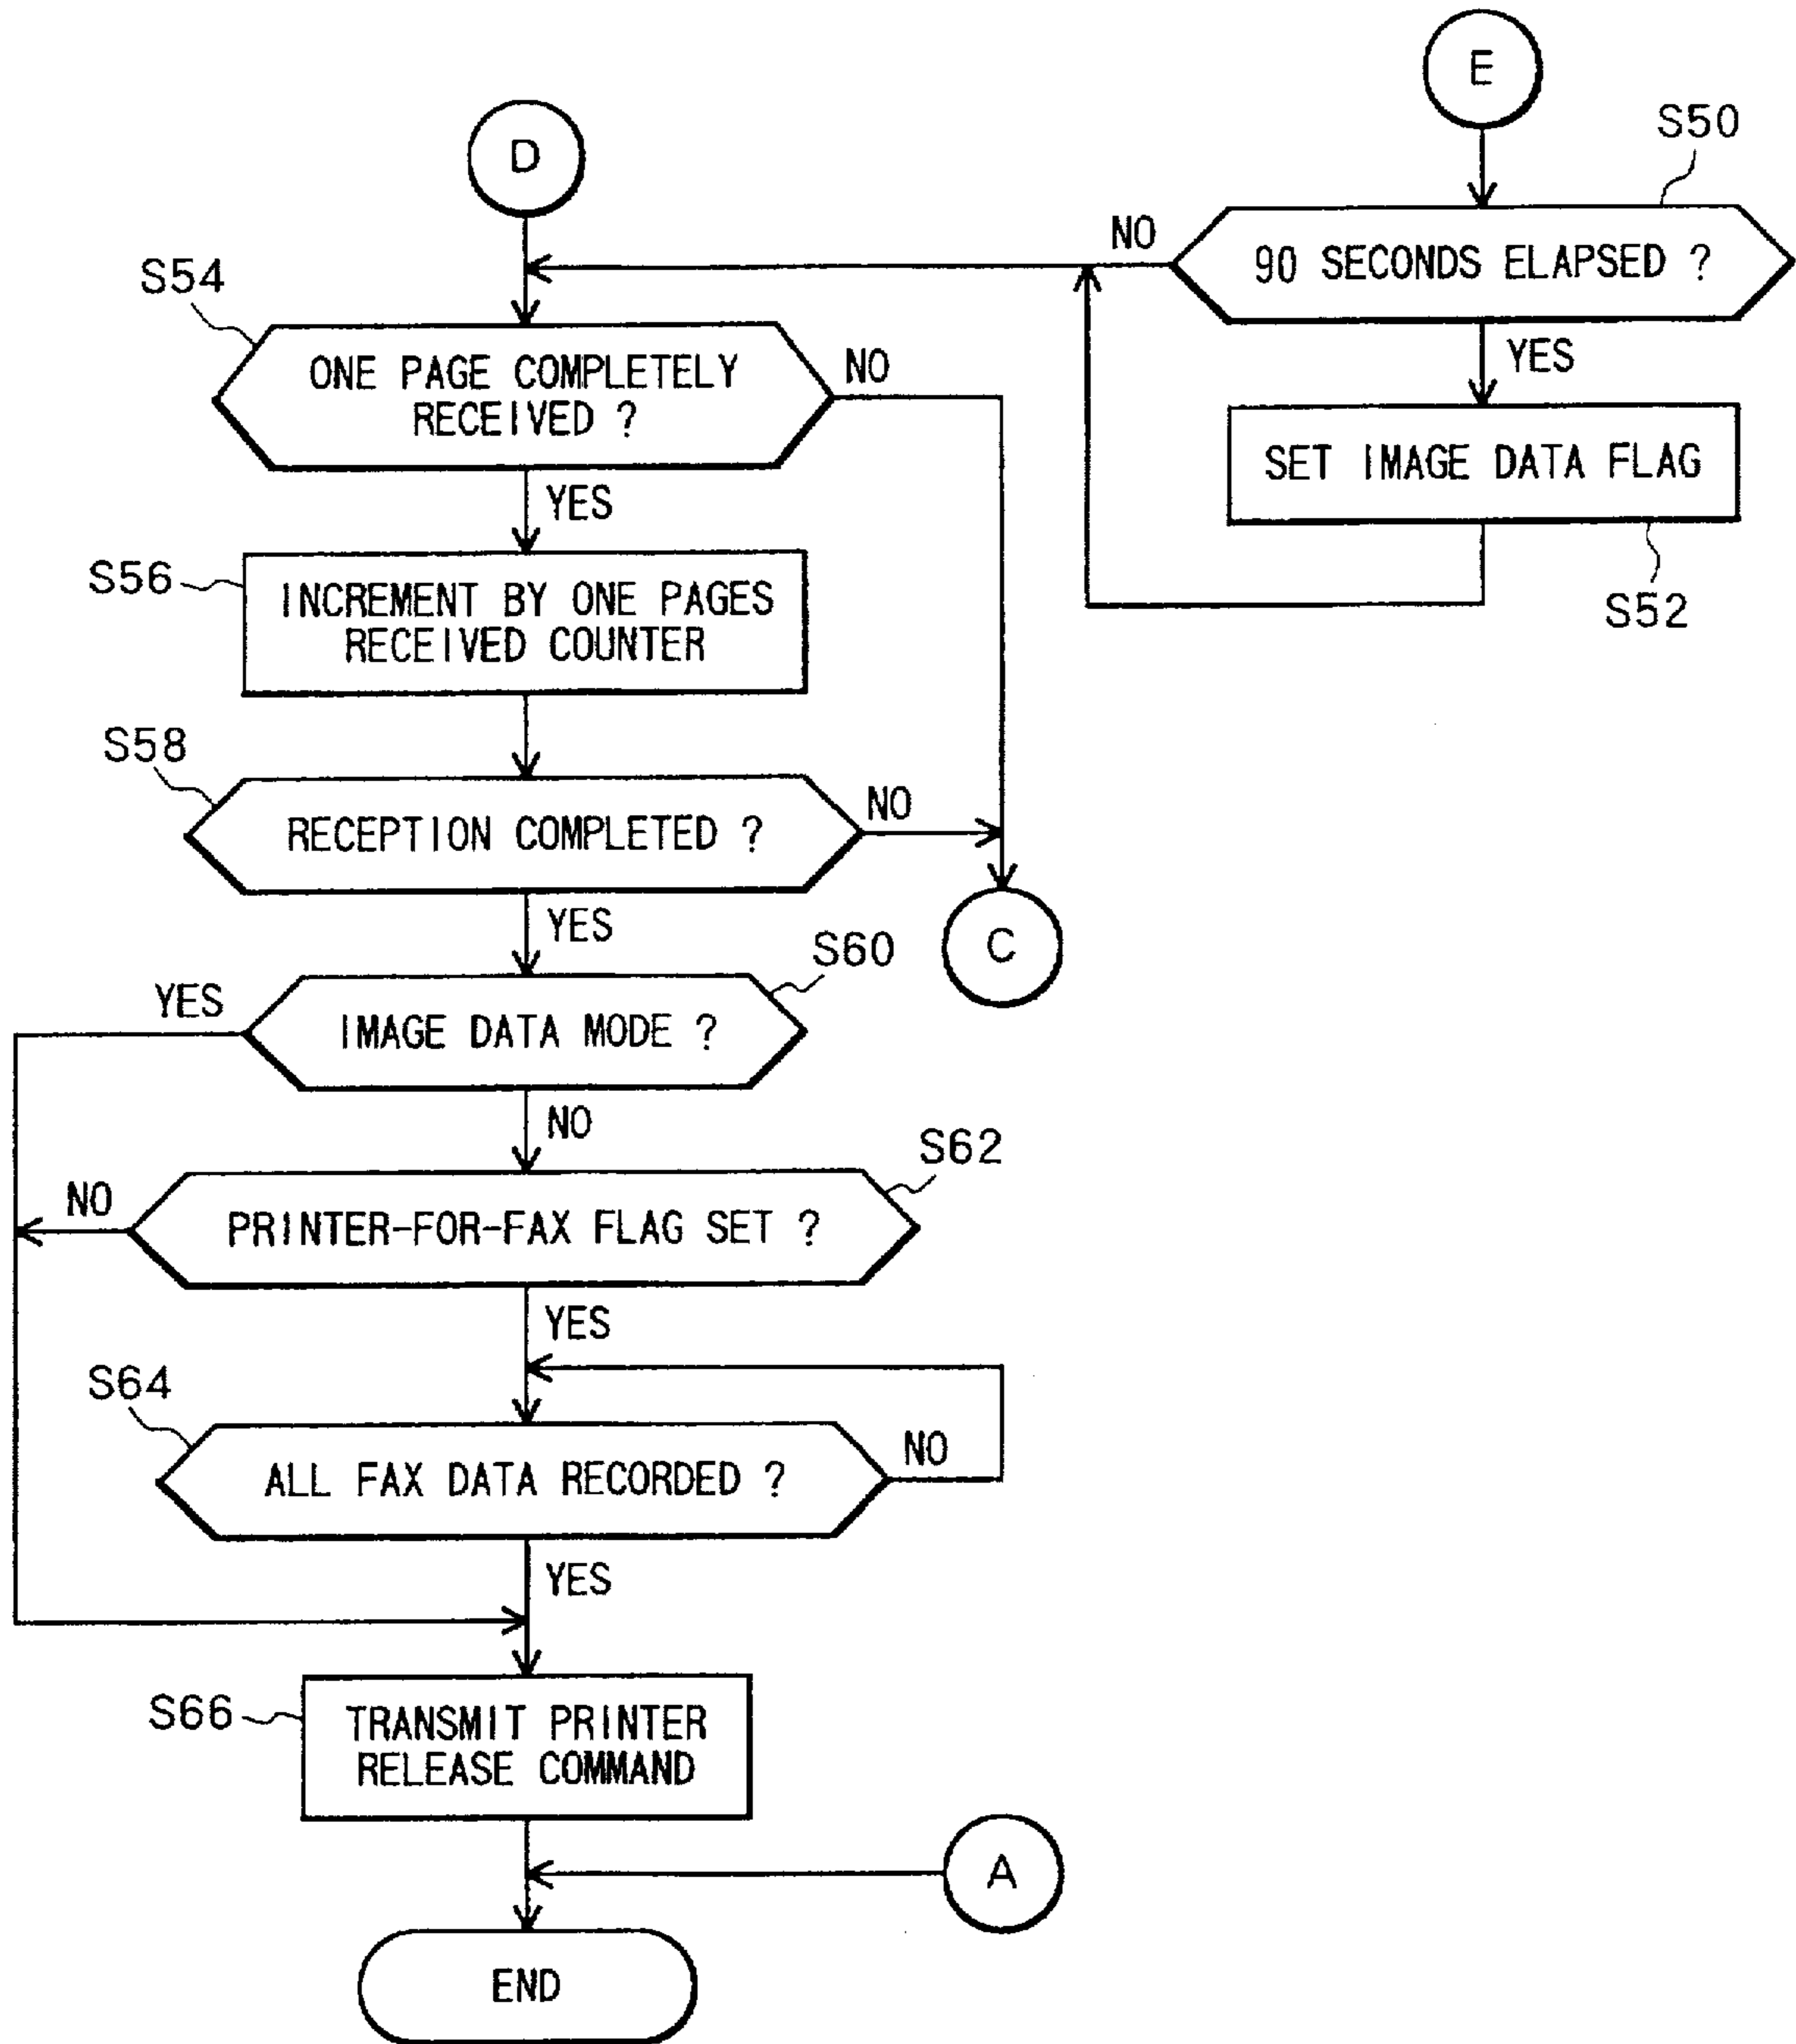 E
S50
D
NO
90 SECONDS ELAPSED ?
S54
YES
ONE PAGE COMPLETELY
RECEIVED ?
NO
SET IMAGE DATA FLAG
YES
S52
S56
INCREMENT BY ONE PAGES
RECEIVED COUNTER
S58
NO
RECEPTION COMPLETED ?
YES
C
S60
YES
IMAGE DATA MODE ?
NO
S62
NO
PRINTER-FOR-FAX FLAG SET ?
YES
S64
NO
ALL FAX DATA RECORDED ?
YES
S66
TRANSMIT PRINTER
RELEASE COMMAND
A
END